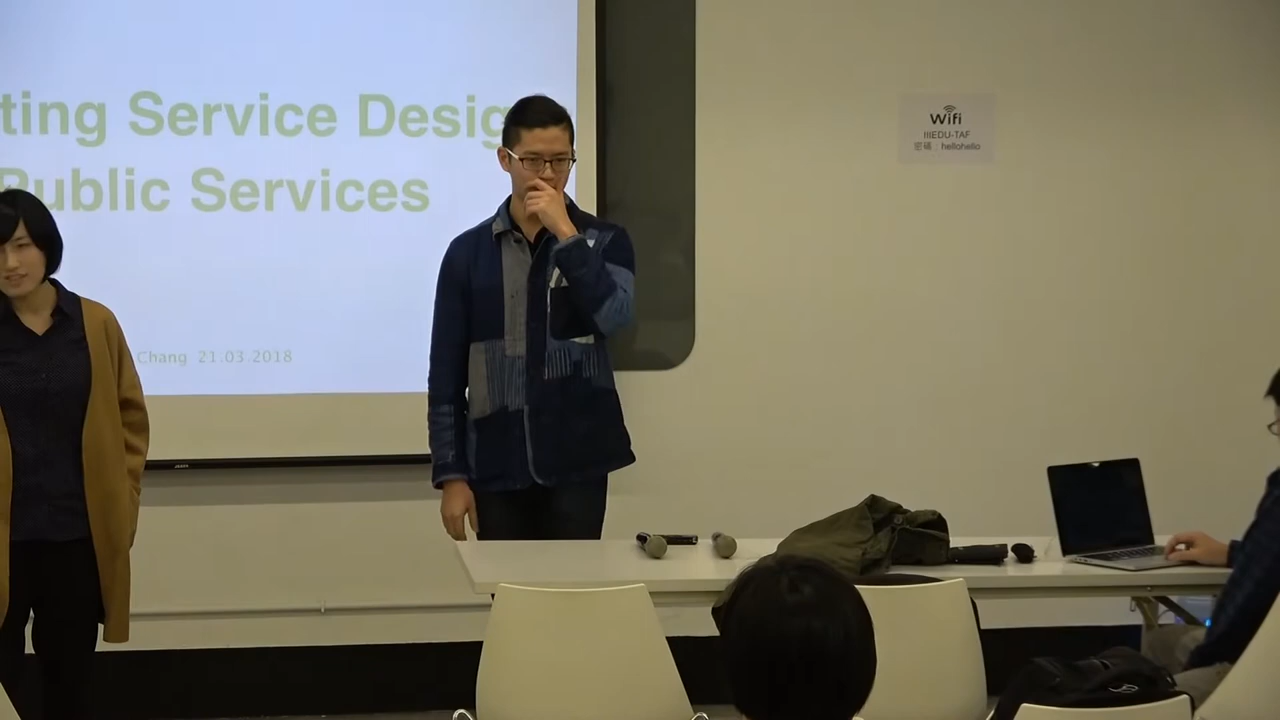 ting Service Desig
Public Services
Chang 21.03.2018
Wifi
IIIEDU-TAF
密碼 : hellohello